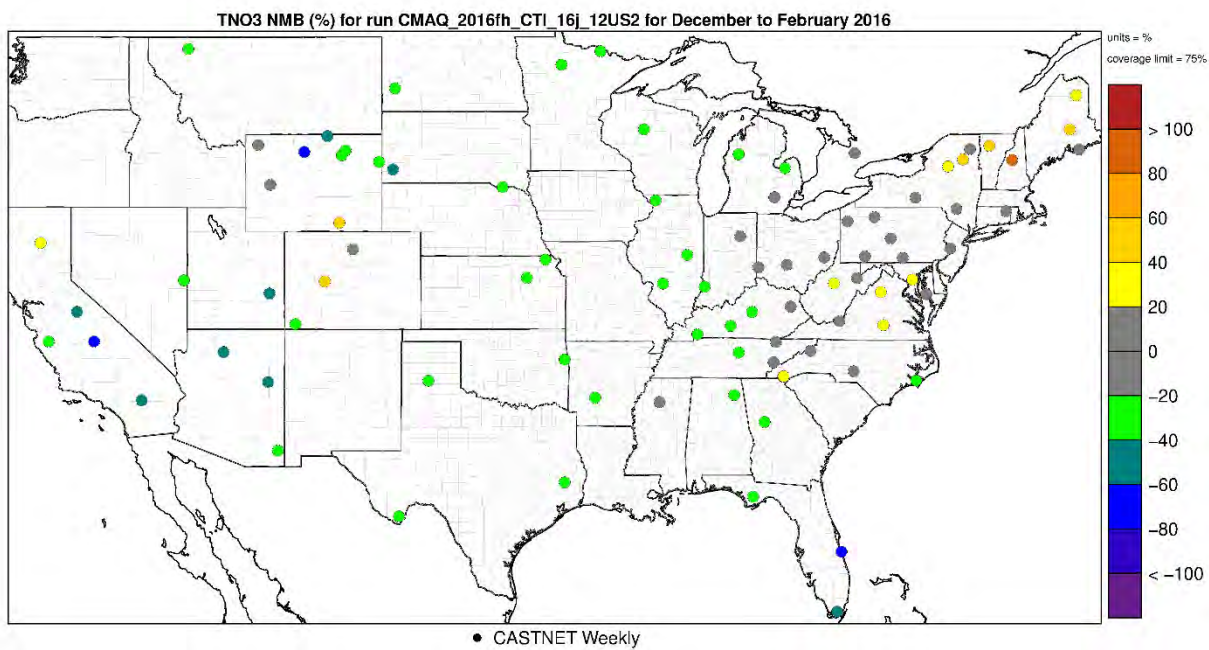 TNO3 NMB (%) for run CMAQ_2016fh_CTI_16j_12US2 for December to February 2016
units = %
coverage limit = 75%
> 100
80
60
40
20
0
−20
−40
−60
−80
< −100
● CASTNET Weekly